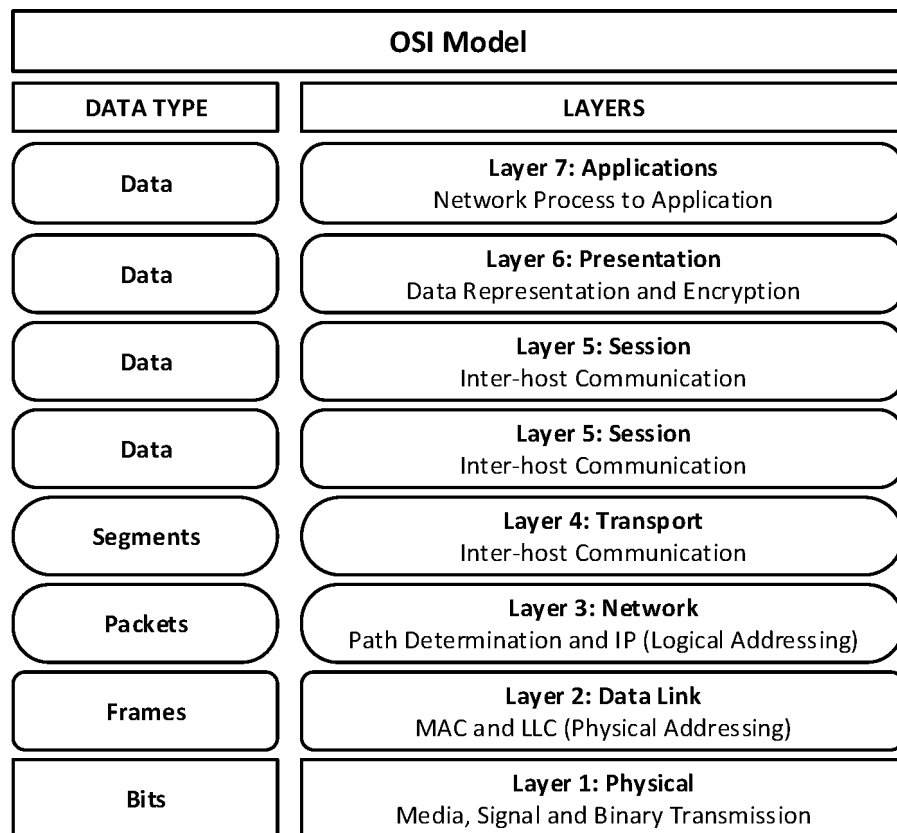 OSI Model
DATA TYPE
LAYERS
Data
Layer 7: Applications
Network Process to Application
Data
Layer 6: Presentation
Data Representation and Encryption
Data
Layer 5: Session
Inter-host Communication
Data
Layer 5: Session
Inter-host Communication
Segments
Layer 4: Transport
Inter-host Communication
Packets
Layer 3: Network
Path Determination and IP (Logical Addressing)
Frames
Layer 2: Data Link
MAC and LLC (Physical Addressing)
Bits
Layer 1: Physical
Media, Signal and Binary Transmission